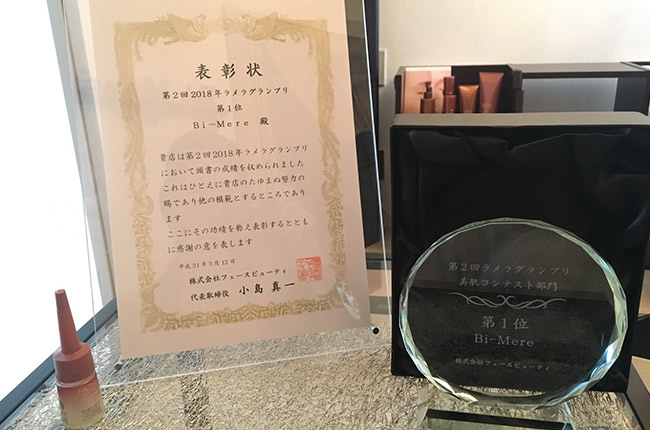 表彰状
第2回2018年ラメラグランプリ
第1位
Bi-Mere 殿
貴店は第2回2018年ラメラグランプリ
において頭書の成績を収められました
これはひとえに貴店のたゆまぬ努力の
賜であり他の模範とするところであり
ます
ここにその功績を称え表彰するととも
に感謝の意を表します
平成31年3月12日
株式会社フェースビューティ
代表取締役 小島 真一
第2回ラメラグランプリ
美肌コンテスト部門
第1位
Bi-Mere
株式会社フェースビューティ